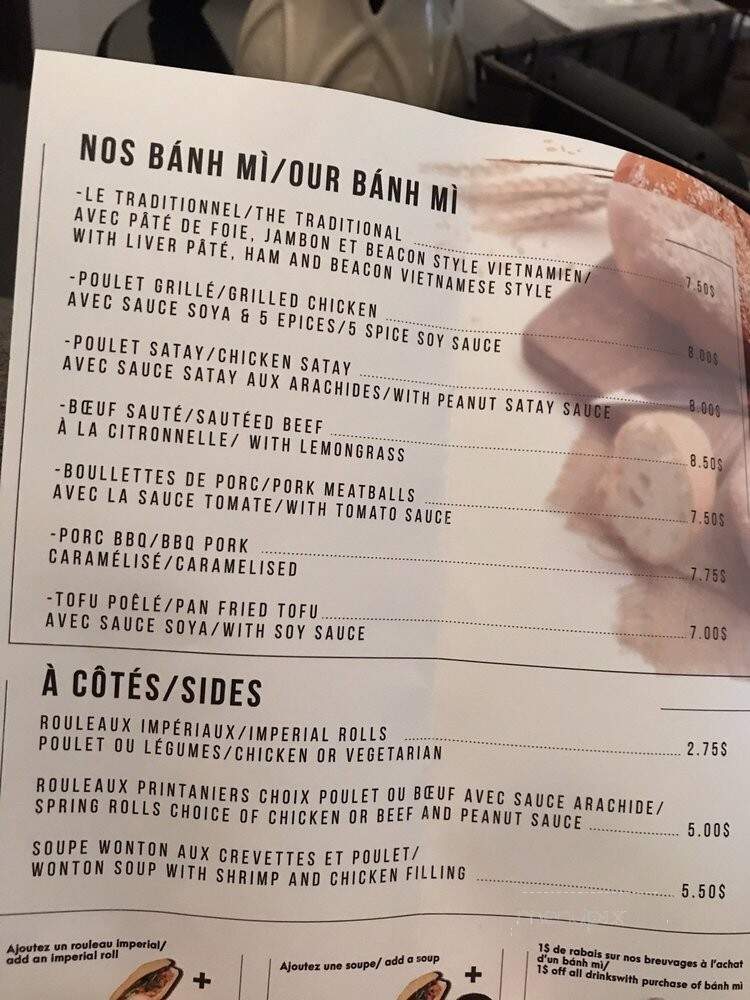 NOS BÁNH MÌ/OUR BÁNH MÌ
-LE TRADITIONNEL/THE TRADITIONAL 7.50$
AVEC PÂTÉ DE FOIE, JAMBON ET BEACON STYLE VIETNAMIEN/
WITH LIVER PÂTÉ, HAM AND BEACON VIETNAMESE STYLE
-POULET GRILLÉ/GRILLED CHICKEN 8.00$
AVEC SAUCE SOYA & 5 EPICES/5 SPICE SOY SAUCE
-POULET SATAY/CHICKEN SATAY 8.00$
AVEC SAUCE SATAY AUX ARACHIDES/WITH PEANUT SATAY SAUCE
-BŒUF SAUTÉ/SAUTÉED BEEF 8.50$
À LA CITRONNELLE/ WITH LEMONGRASS
-BOULLETTES DE PORC/PORK MEATBALLS 7.50$
AVEC LA SAUCE TOMATE/WITH TOMATO SAUCE
-PORC BBQ/BBQ PORK 7.75$
CARAMÉLISÉ/CARAMELISED
-TOFU POÊLÉ/PAN FRIED TOFU 7.00$
AVEC SAUCE SOYA/WITH SOY SAUCE
À CÔTÉS/SIDES
ROULEAUX IMPÉRIAUX/IMPERIAL ROLLS 2.75$
POULET OU LÉGUMES/CHICKEN OR VEGETARIAN
ROULEAUX PRINTANIERS CHOIX POULET OU BŒUF AVEC SAUCE ARACHIDE/
SPRING ROLLS CHOICE OF CHICKEN OR BEEF AND PEANUT SAUCE 5.00$
SOUPE WONTON AUX CREVETTES ET POULET/
WONTON SOUP WITH SHRIMP AND CHICKEN FILLING 5.50$
Ajoutez un rouleau imperial/
add an imperial roll
+
Ajoutez une soupe/ add a soup
+
1$ de rabais sur nos breuvages à l'achat
d'un bánh mì/
1$ off all drinkswith purchase of bánh mì